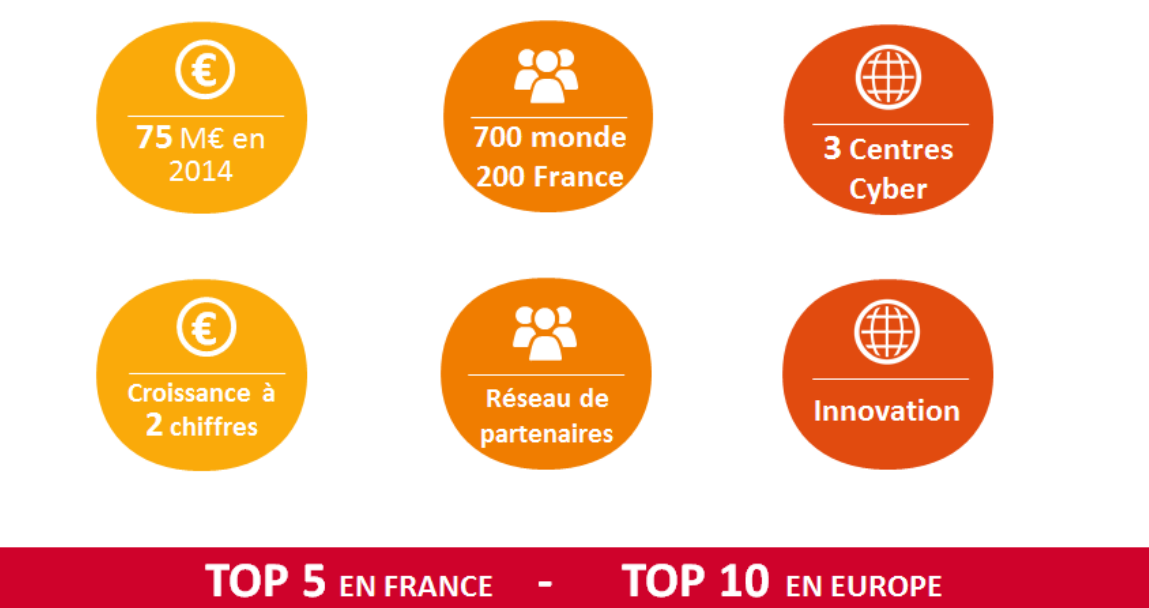 75 M€ en
2014
700 monde
200 France
3 Centres
Cyber
Croissance à
2 chiffres
Réseau de
partenaires
Innovation
TOP 5 EN FRANCE - TOP 10 EN EUROPE